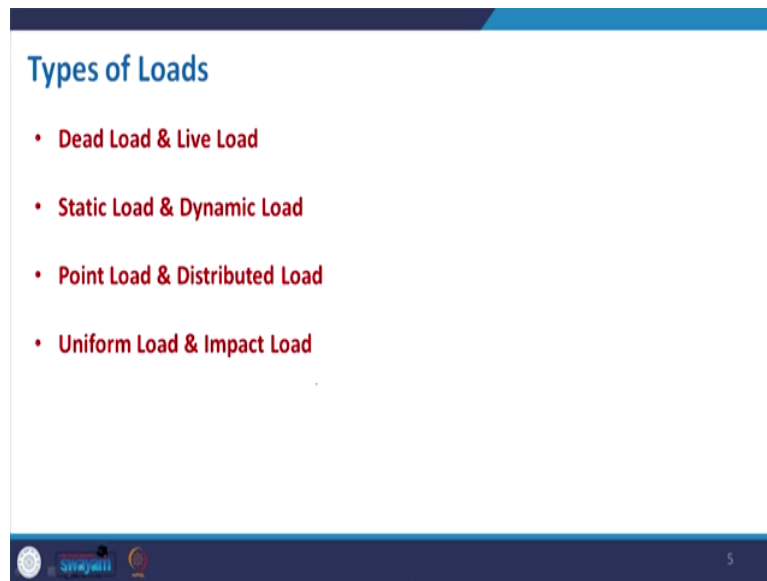 Types of Loads
• Dead Load & Live Load
• Static Load & Dynamic Load
• Point Load & Distributed Load
• Uniform Load & Impact Load
swayam
5